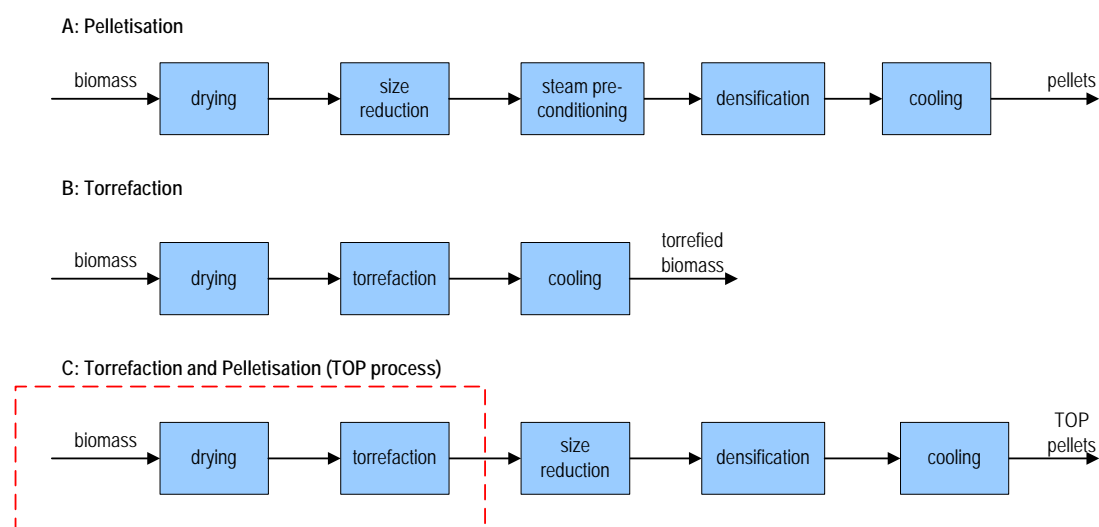 A: Pelletisation
biomass
drying
size
reduction
steam pre-
conditioning
densification
cooling
pellets
B: Torrefaction
biomass
drying
torrefaction
cooling
torrefied
biomass
C: Torrefaction and Pelletisation (TOP process)
biomass
drying
torrefaction
size
reduction
densification
cooling
TOP
pellets